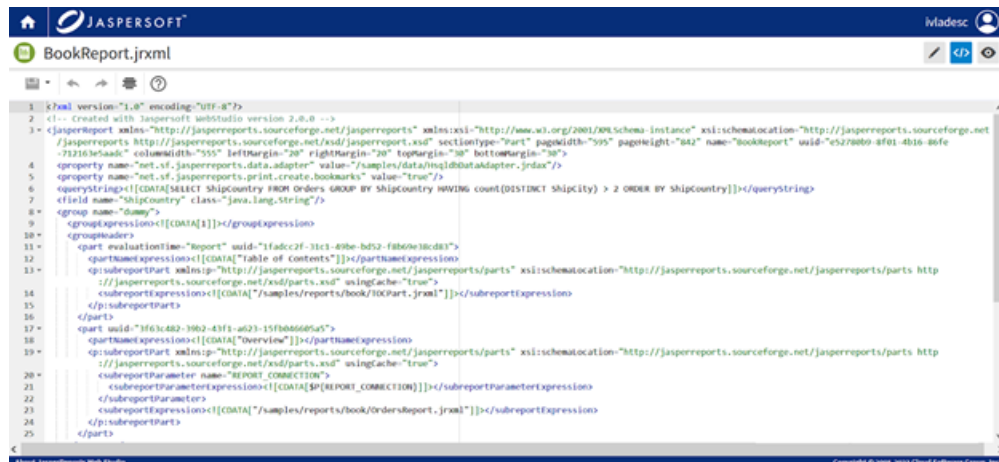 JASPERSOFT
ivladesc
BookReport.jrxml
1 <?xml version="1.0" encoding="UTF-8"?>
2 <!-- Created with Jaspersoft WebStudio version 2.0.0 -->
3 <jasperReport xmlns="http://jasperreports.sourceforge.net/jasperreports" xmlns:xsi="http://www.w3.org/2001/XMLSchema-instance" xsi:schemaLocation="http://jasperreports.sourceforge.net
/jasperreports http://jasperreports.sourceforge.net/xsd/jasperreport.xsd" sectionType="Part" pageWidth="595" pageHeight="842" name="BookReport" uuid="e52780b9-8f01-4b16-86fe
-712163e5aadc" columnWidth="555" leftMargin="20" rightMargin="20" topMargin="30" bottomMargin="30">
4 <property name="net.sf.jasperreports.data.adapter" value="/samples/data/HsqldbDataAdapter.jrdax"/>
5 <property name="net.sf.jasperreports.print.create.bookmarks" value="true"/>
6 <queryString><![CDATA[SELECT ShipCountry FROM Orders GROUP BY ShipCountry HAVING count(DISTINCT ShipCity) > 2 ORDER BY ShipCountry]]></queryString>
7 <field name="ShipCountry" class="java.lang.String"/>
8 <group name="dummy">
9 <groupExpression><![CDATA[1]]></groupExpression>
10 <groupHeader>
11 <part evaluationTime="Report" uuid="1fadcc2f-31c1-49be-bd52-f8b69e38cd83">
12 <partNameExpression><![CDATA["Table of Contents"]]></partNameExpression>
13 <p:subreportPart xmlns:p="http://jasperreports.sourceforge.net/jasperreports/parts" xsi:schemaLocation="http://jasperreports.sourceforge.net/jasperreports/parts http
://jasperreports.sourceforge.net/xsd/parts.xsd" usingCache="true">
14 <subreportExpression><![CDATA["/samples/reports/book/TOCPart.jrxml"]]></subreportExpression>
15 </p:subreportPart>
16 </part>
17 <part uuid="3f63c482-39b2-43f1-a623-15fb046605a5">
18 <partNameExpression><![CDATA["Overview"]]></partNameExpression>
19 <p:subreportPart xmlns:p="http://jasperreports.sourceforge.net/jasperreports/parts" xsi:schemaLocation="http://jasperreports.sourceforge.net/jasperreports/parts http
://jasperreports.sourceforge.net/xsd/parts.xsd" usingCache="true">
20 <subreportParameter name="REPORT_CONNECTION">
21 <subreportParameterExpression><![CDATA[$P{REPORT_CONNECTION}]]></subreportParameterExpression>
22 </subreportParameter>
23 <subreportExpression><![CDATA["/samples/reports/book/OrdersReport.jrxml"]]></subreportExpression>
24 </p:subreportPart>
25 </part>